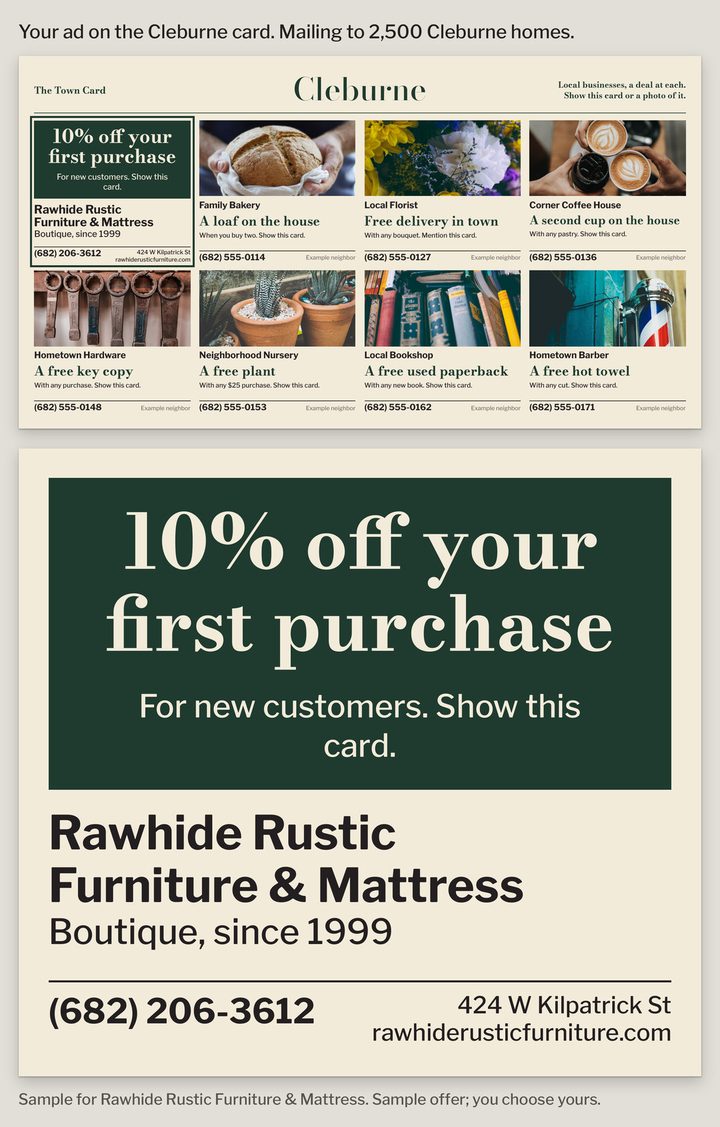 Your ad on the Cleburne card. Mailing to 2,500 Cleburne homes.
The Town Card
Cleburne
Local businesses, a deal at each.
Show this card or a photo of it.
10% off your
first purchase
For new customers. Show this
card.
Rawhide Rustic
Furniture & Mattress
Boutique, since 1999
(682) 206-3612
424 W Kilpatrick St
rawhiderusticfurniture.com
Family Bakery
A loaf on the house
When you buy two. Show this card.
(682) 555-0114
Example neighbor
Local Florist
Free delivery in town
With any bouquet. Mention this card.
(682) 555-0127
Example neighbor
Corner Coffee House
A second cup on the house
With any pastry. Show this card.
(682) 555-0136
Example neighbor
Hometown Hardware
A free key copy
With any purchase. Show this card.
(682) 555-0148
Example neighbor
Neighborhood Nursery
A free plant
With any $25 purchase. Show this card.
(682) 555-0153
Example neighbor
Local Bookshop
A free used paperback
With any new book. Show this card.
(682) 555-0162
Example neighbor
Hometown Barber
A free hot towel
With any cut. Show this card.
(682) 555-0171
Example neighbor
10% off your
first purchase
For new customers. Show this
card.
Rawhide Rustic
Furniture & Mattress
Boutique, since 1999
(682) 206-3612
424 W Kilpatrick St
rawhiderusticfurniture.com
Sample for Rawhide Rustic Furniture & Mattress. Sample offer; you choose yours.